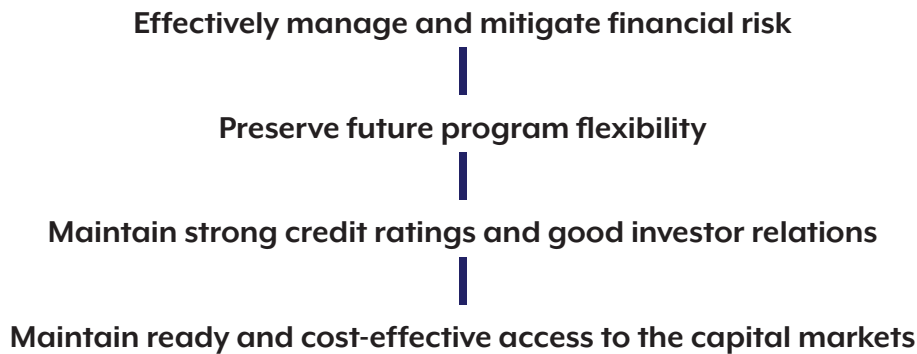 Effectively manage and mitigate financial risk
Preserve future program flexibility
Maintain strong credit ratings and good investor relations
Maintain ready and cost-effective access to the capital markets